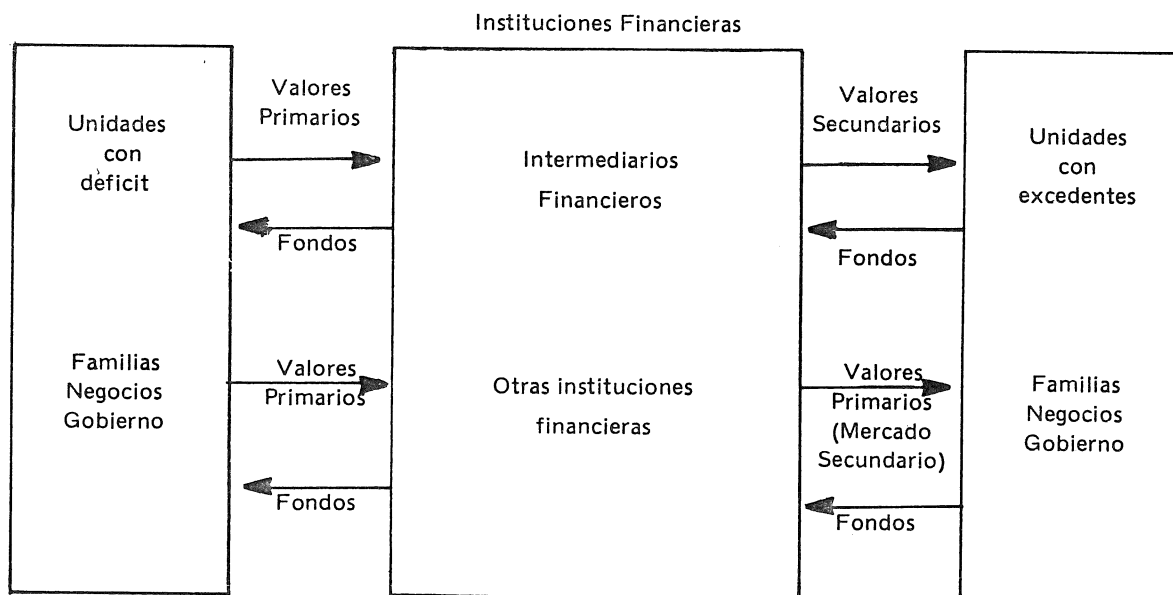 Instituciones Financieras
Unidades
con
dèficit
Valores
Primarios
Fondos
Intermediarios
Financieros
Valores
Secundarios
Fondos
Unidades
con
excedentes
Familias
Negocios
Gobierno
Valores
Primarios
Fondos
Otras instituciones
financieras
Valores
Primarios
(Mercado
Secundario)
Fondos
Familias
Negocios
Gobierno